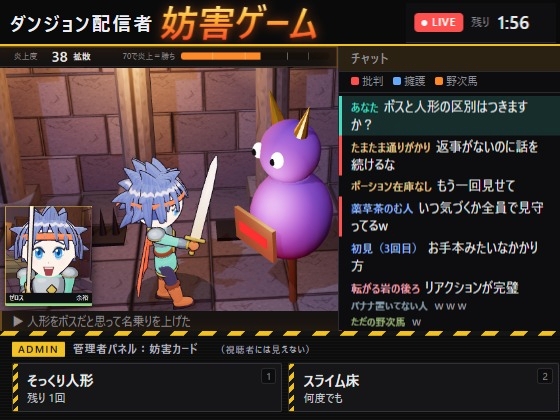 ダンジョン配信者 妨害ゲーム
LIVE 残り 1:56
炎上度 38 拡散 70で炎上＝勝ち
チャット
批判 擁護 野次馬
あなた ボスと人形の区別はつきます
か？
たまたま通りがかり 返事がないのに話を
続けるな
ポーション在庫なし もう一回見せて
薬草茶のむ人 いつ気づくか全員で見守
ってるw
初見（3回目） お手本みたいなかかり
方
転がる岩の後ろ リアクションが完璧
バナナ置いてない人 ｗｗｗ
ただの野次馬 w
ゼロス 余裕
▶ 人形をボスだと思って名乗りを上げた
ADMIN 管理者パネル：妨害カード （視聴者には見えない）
そっくり人形 1
残り 1回
スライム床 2
何度でも